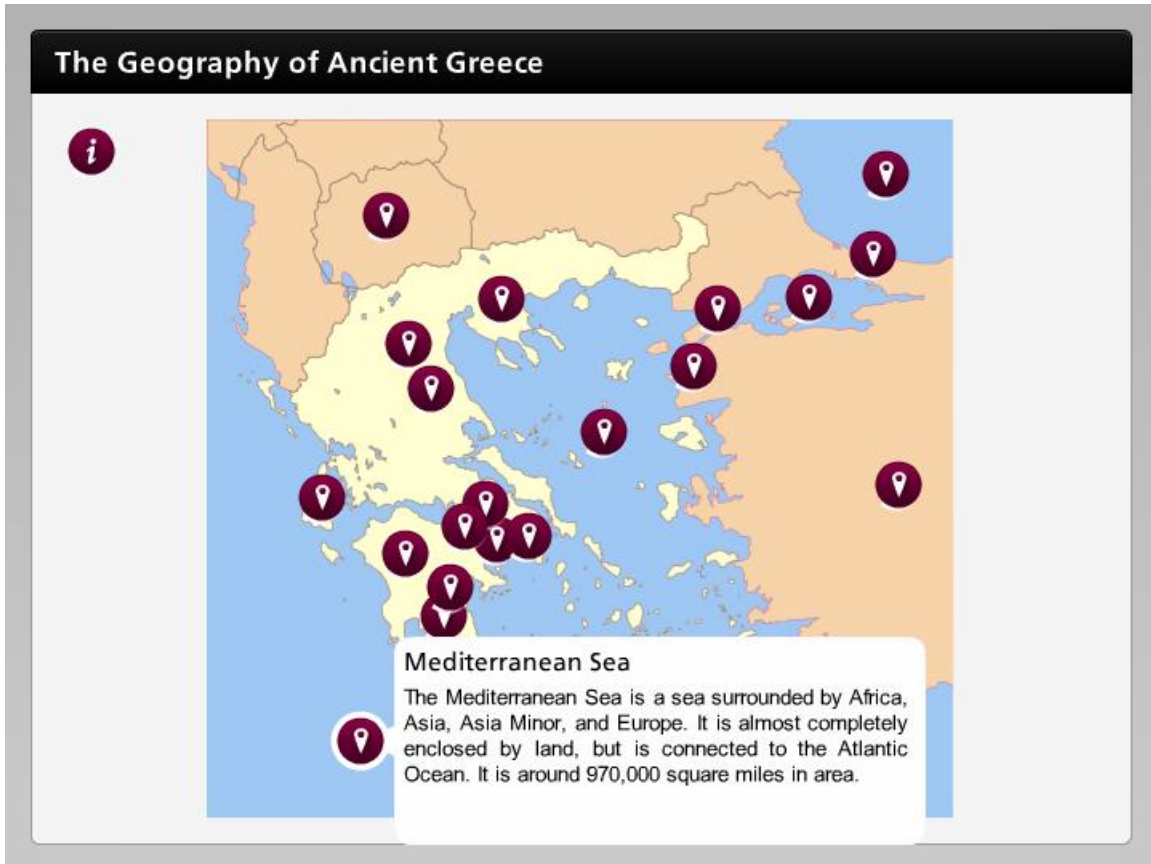 The Geography of Ancient Greece
i
Mediterranean Sea
The Mediterranean Sea is a sea surrounded by Africa,
Asia, Asia Minor, and Europe. It is almost completely
enclosed by land, but is connected to the Atlantic
Ocean. It is around 970,000 square miles in area.